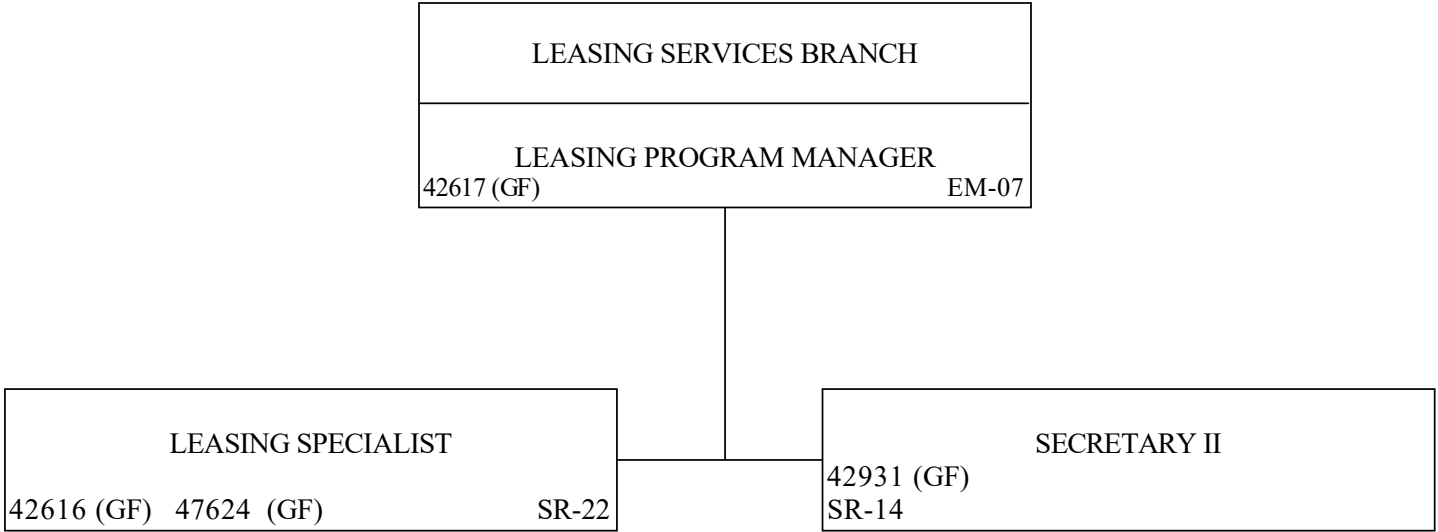 LEASING SERVICES BRANCH
LEASING PROGRAM MANAGER
42617 (GF) EM-07
LEASING SPECIALIST
42616 (GF) 47624 (GF) SR-22
SECRETARY II
42931 (GF)
SR-14